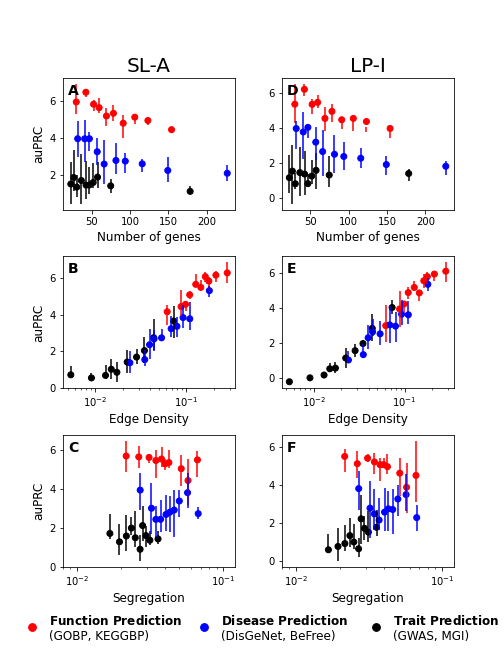 SL-A
LP-I
A
auPRC
6
4
2
50 100 150 200
Number of genes
D
6
4
2
0
50 100 150 200
Number of genes
B
auPRC
6
4
2
0
10⁻² 10⁻¹
Edge Density
E
6
4
2
0
10⁻² 10⁻¹
Edge Density
C
auPRC
6
4
2
0
10⁻² 10⁻¹
Segregation
F
6
4
2
0
10⁻² 10⁻¹
Segregation
Function Prediction
(GOBP, KEGGBP)
Disease Prediction
(DisGeNet, BeFree)
Trait Prediction
(GWAS, MGI)